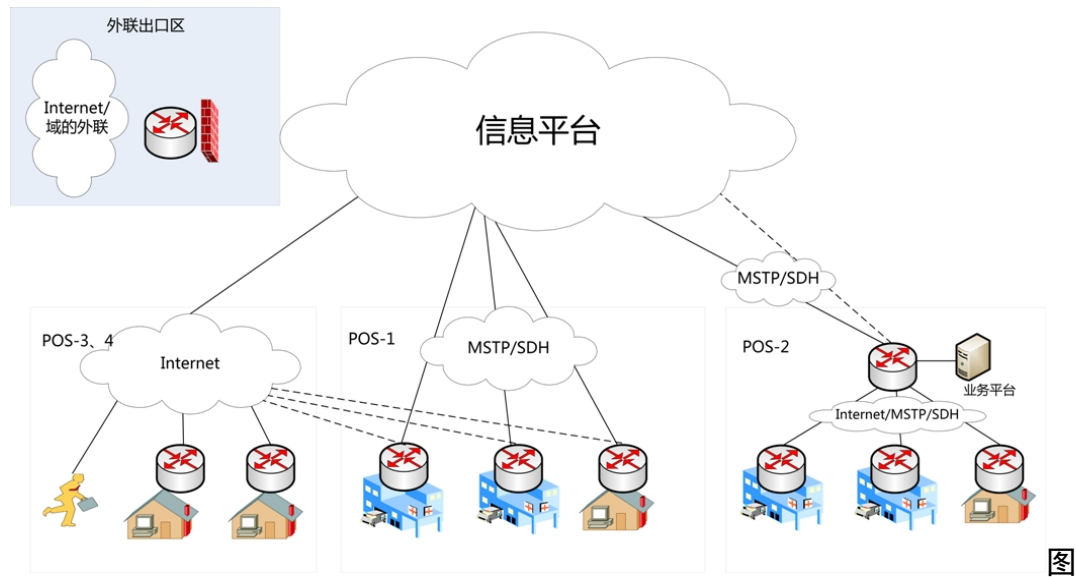 外联出口区
Internet/
域的外联
信息平台
MSTP/SDH
POS-3、4
Internet
POS-1
MSTP/SDH
POS-2
业务平台
Internet/MSTP/SDH
图